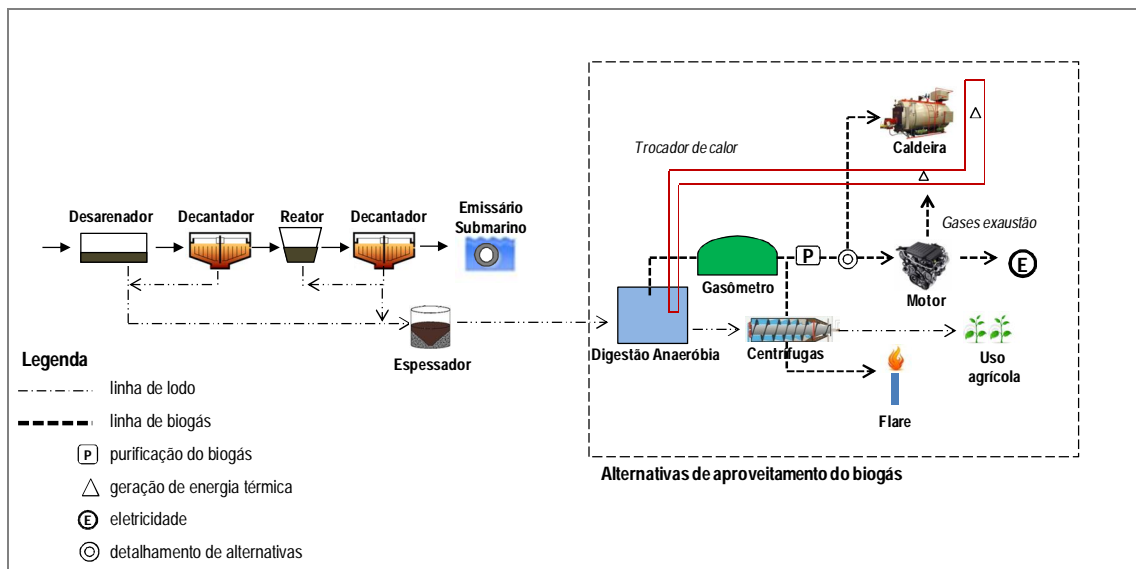 Trocador de calor
Caldeira
Desarenador
Decantador
Reator
Decantador
Emissário
Submarino
Gases exaustão
P
E
Gasômetro
Motor
Digestão Anaeróbia
Centrífugas
Uso
agrícola
Espessador
Flare
Legenda
linha de lodo
linha de biogás
P purificação do biogás
geração de energia térmica
E eletricidade
detalhamento de alternativas
Alternativas de aproveitamento do biogás